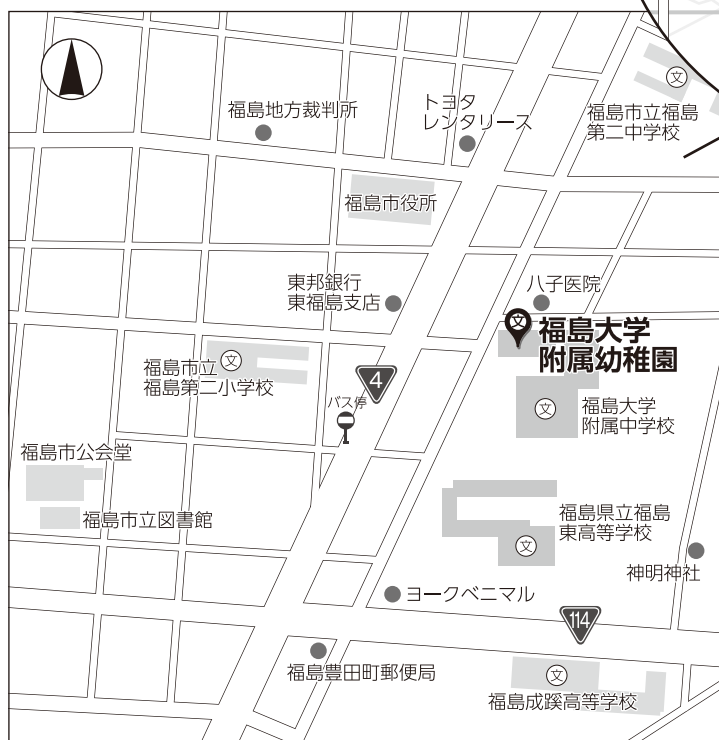 文
福島市立福島
第二中学校
トヨタ
レンタリース
福島地方裁判所
福島市役所
八子医院
東邦銀行
東福島支店
文
福島大学
附属幼稚園
文
福島市立
福島第二小学校
4
バス停
文
福島大学
附属中学校
福島市公会堂
福島市立図書館
福島県立福島
東高等学校
文
神明神社
ヨークベニマル
114
福島豊田町郵便局
文
福島成蹊高等学校